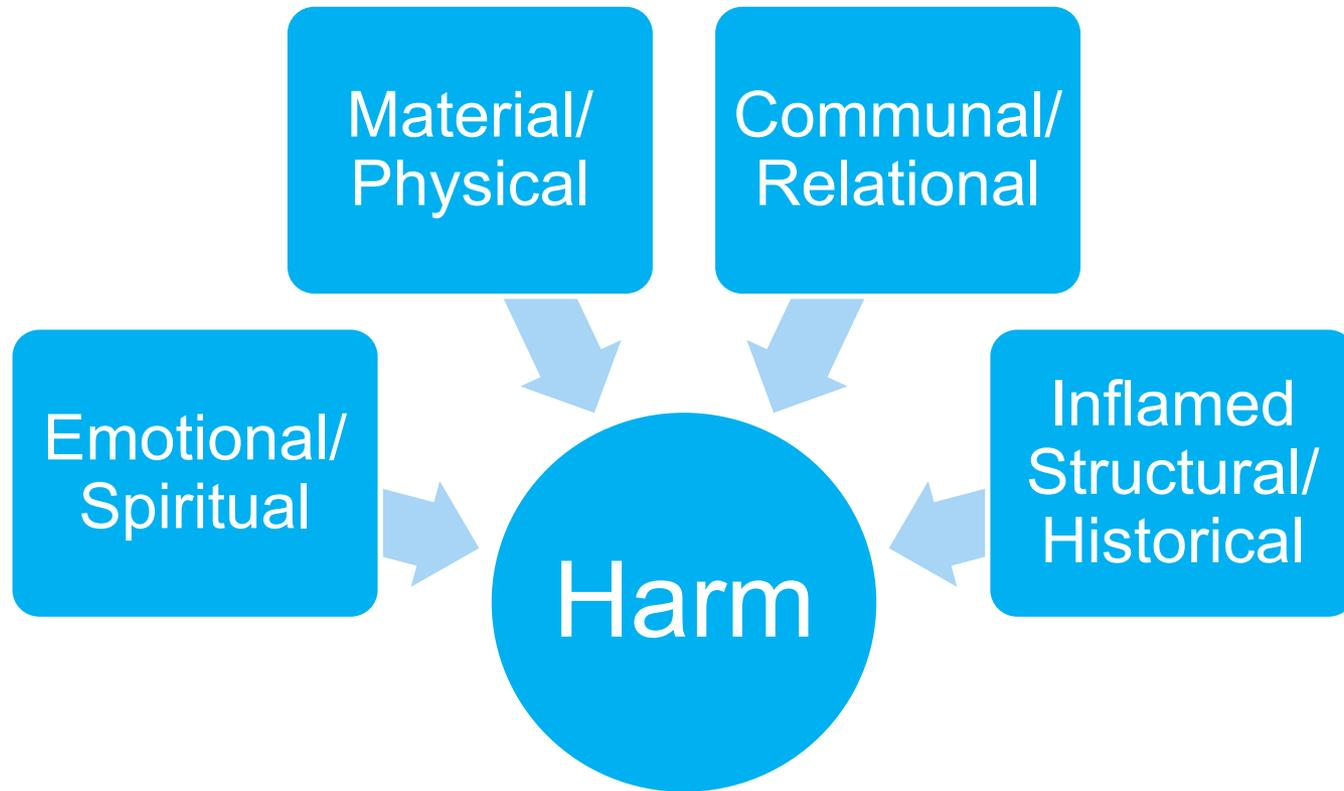 Material/
Physical
Communal/
Relational
Emotional/
Spiritual
Inflamed
Structural/
Historical
Harm